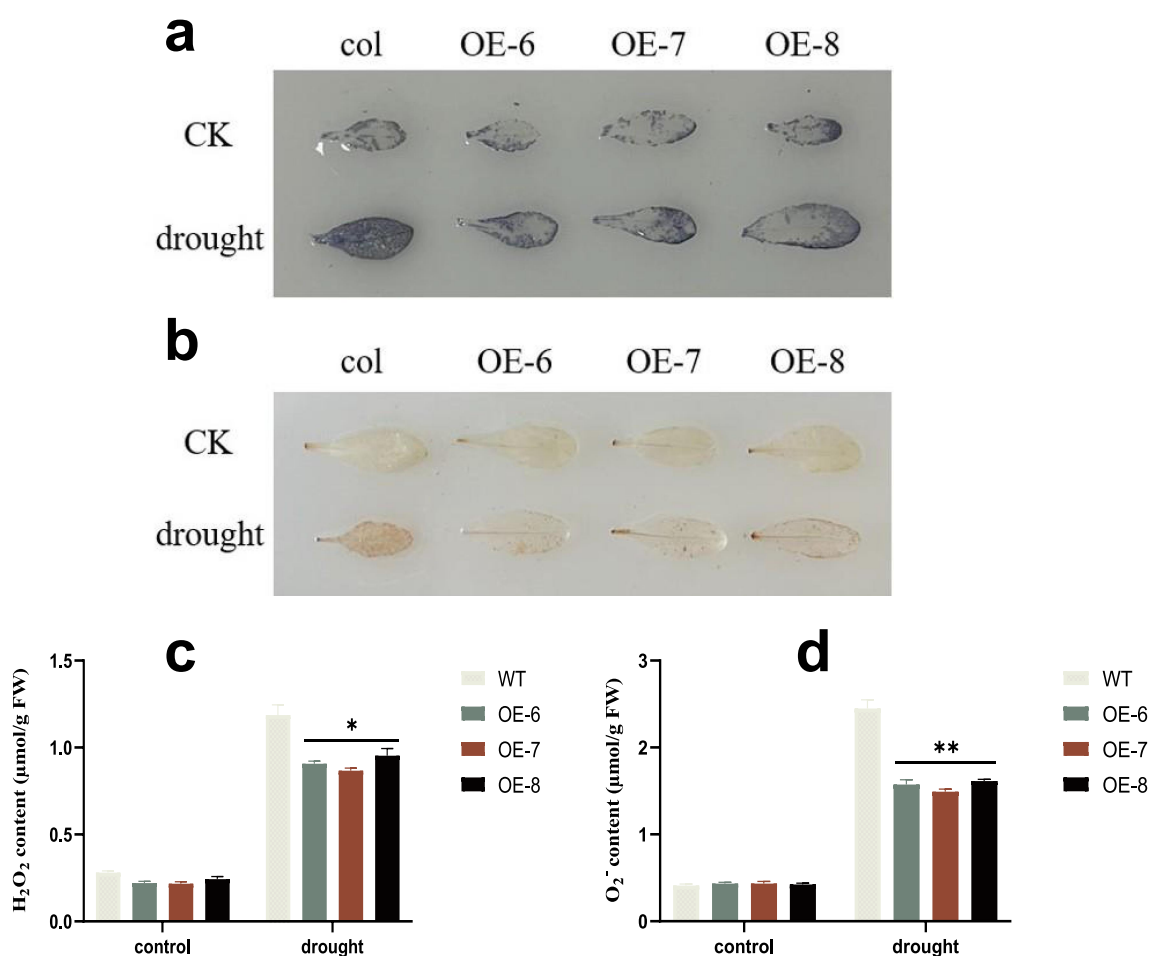 a
col OE-6 OE-7 OE-8
CK
drought
b
col OE-6 OE-7 OE-8
CK
drought
c
H₂O₂ content (μmol/g FW)
1.5
1.0
0.5
0.0
*
control drought
WT
OE-6
OE-7
OE-8
d
O₂⁻ content (μmol/g FW)
3
2
1
0
**
control drought
WT
OE-6
OE-7
OE-8